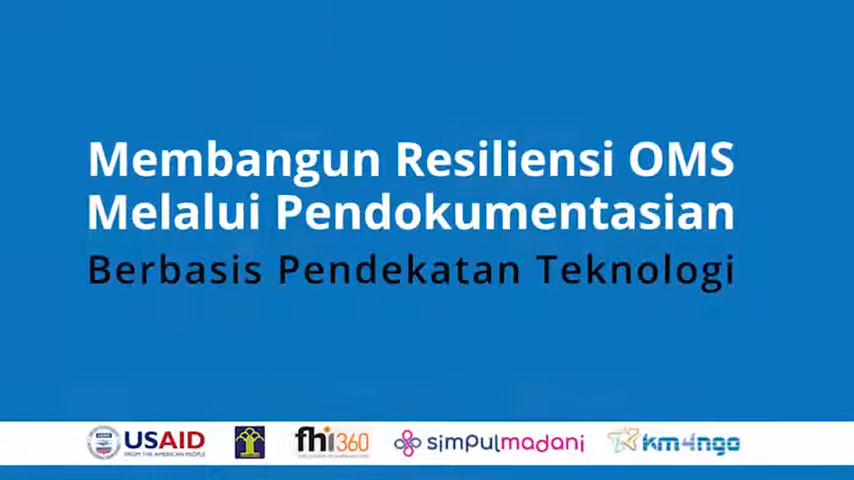 Membangun Resiliensi OMS
Melalui Pendokumentasian
Berbasis Pendekatan Teknologi
USAID
FROM THE AMERICAN PEOPLE
fhi360
simpulmadani
km4ngo